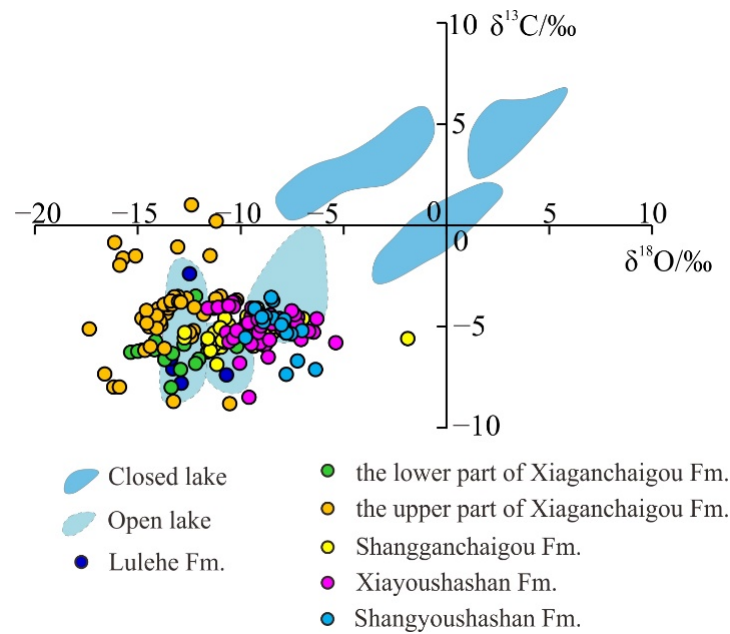 10 δ¹³C/‰
5
−20 −15 −10 −5 0 5 10
0
δ¹⁸O/‰
−5
−10
Closed lake
Open lake
Lulehe Fm.
the lower part of Xiaganchaigou Fm.
the upper part of Xiaganchaigou Fm.
Shangganchaigou Fm.
Xiayoushashan Fm.
Shangyoushashan Fm.